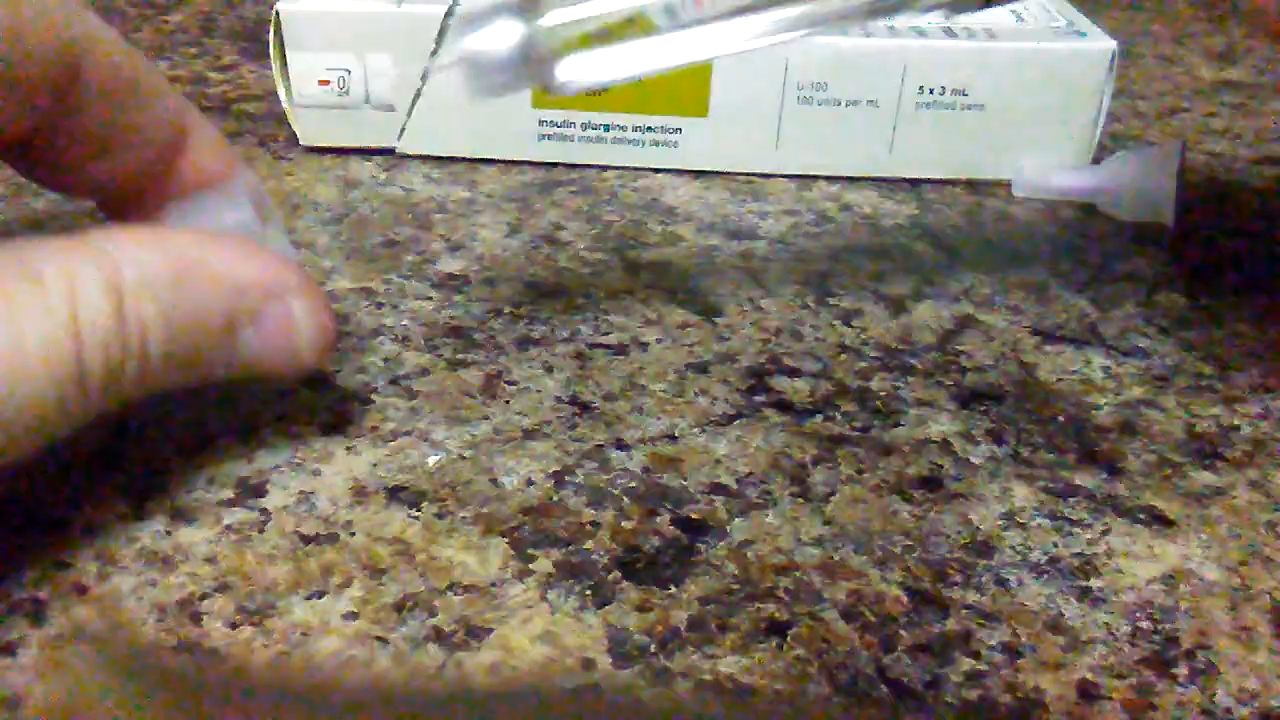 0
insulin glargine injection
prefilled insulin delivery device
U-100
100 units per mL
5 x 3 mL
prefilled pens